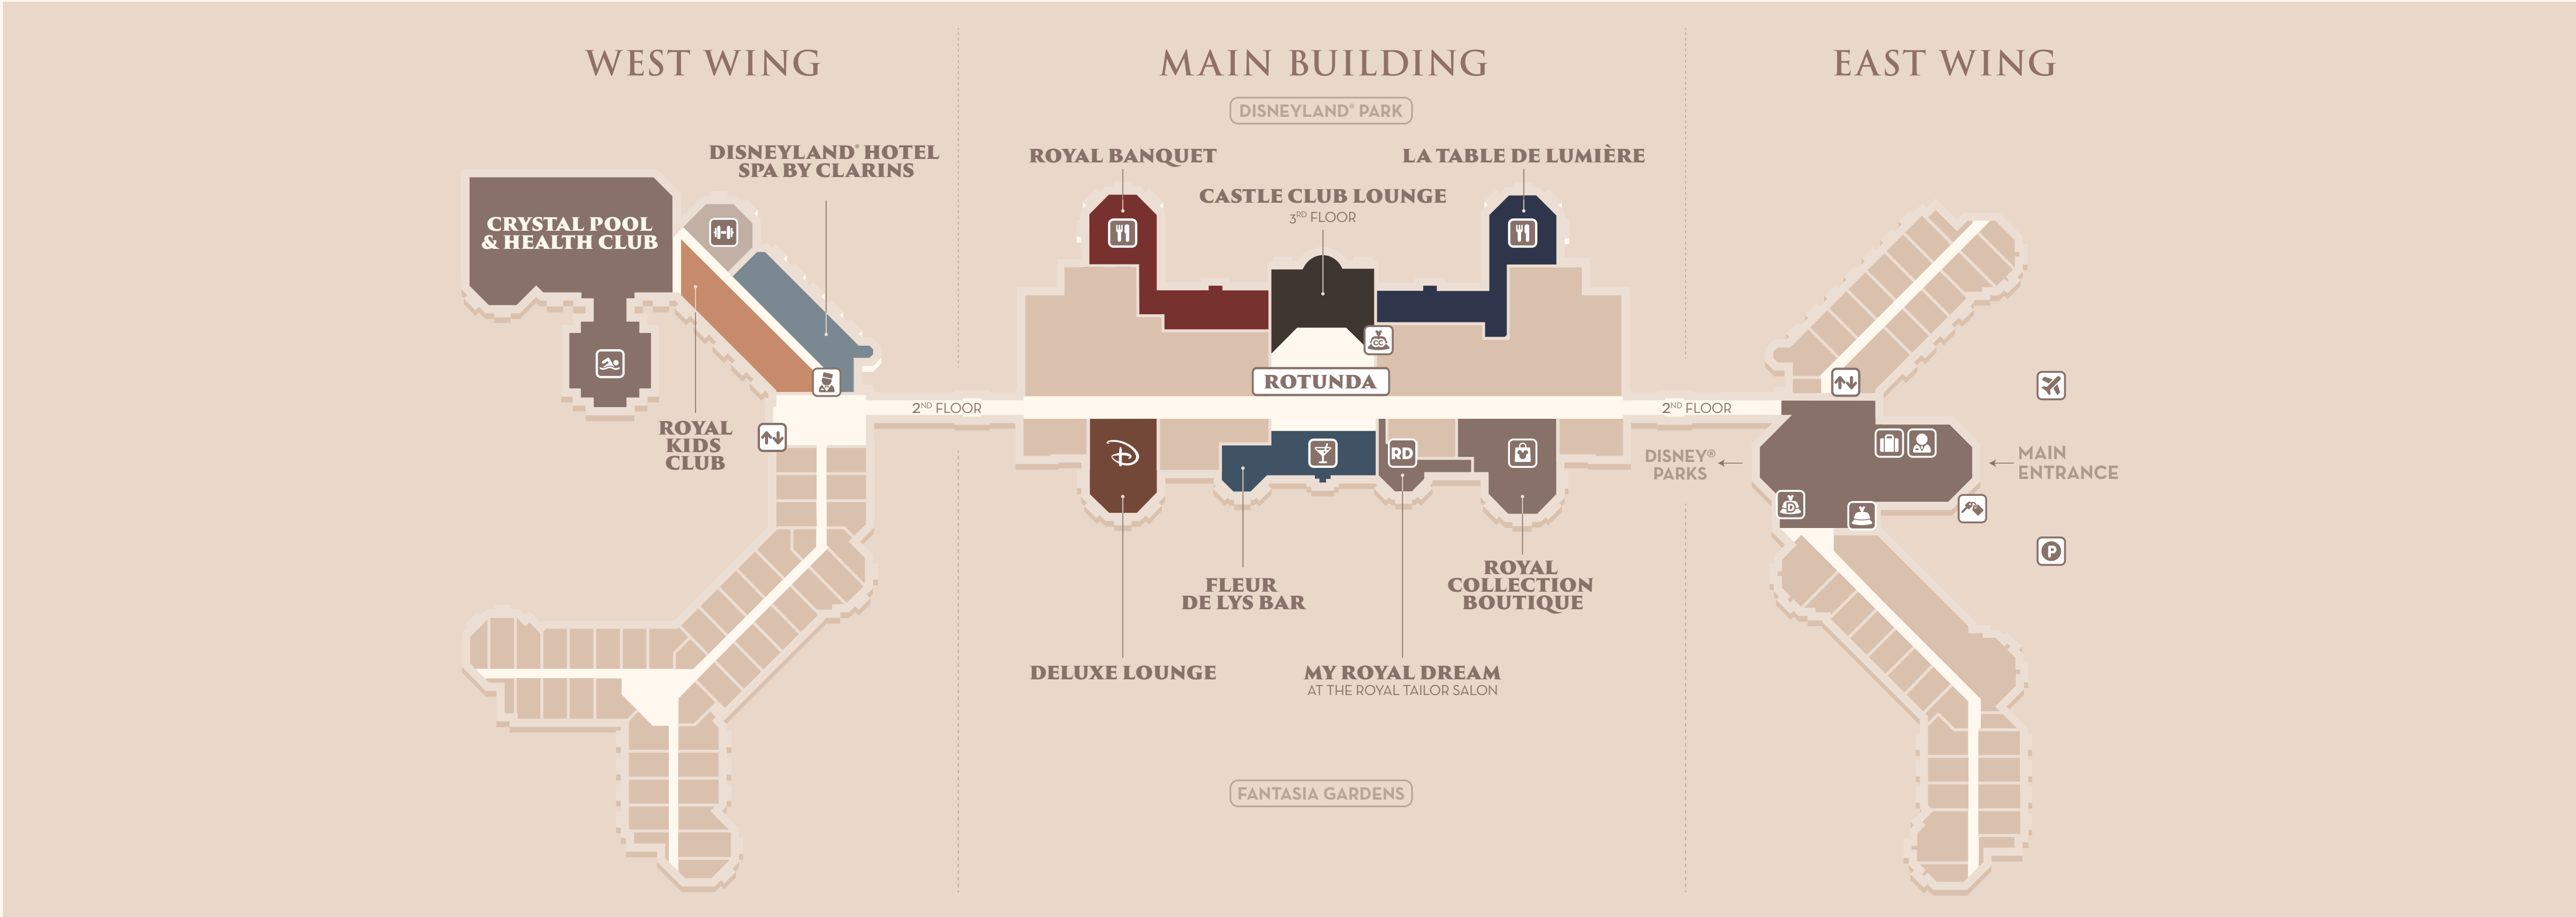 WEST WING
MAIN BUILDING
EAST WING
DISNEYLAND® PARK
DISNEYLAND® HOTEL
SPA BY CLARINS
CRYSTAL POOL
& HEALTH CLUB
ROYAL
KIDS
CLUB
ROYAL BANQUET
CASTLE CLUB LOUNGE
3RD FLOOR
LA TABLE DE LUMIÈRE
CC
ROTUNDA
2ND FLOOR
2ND FLOOR
D
RD
FLEUR
DE LYS BAR
ROYAL
COLLECTION
BOUTIQUE
DELUXE LOUNGE
MY ROYAL DREAM
AT THE ROYAL TAILOR SALON
FANTASIA GARDENS
DISNEY®
PARKS
MAIN
ENTRANCE
D
P